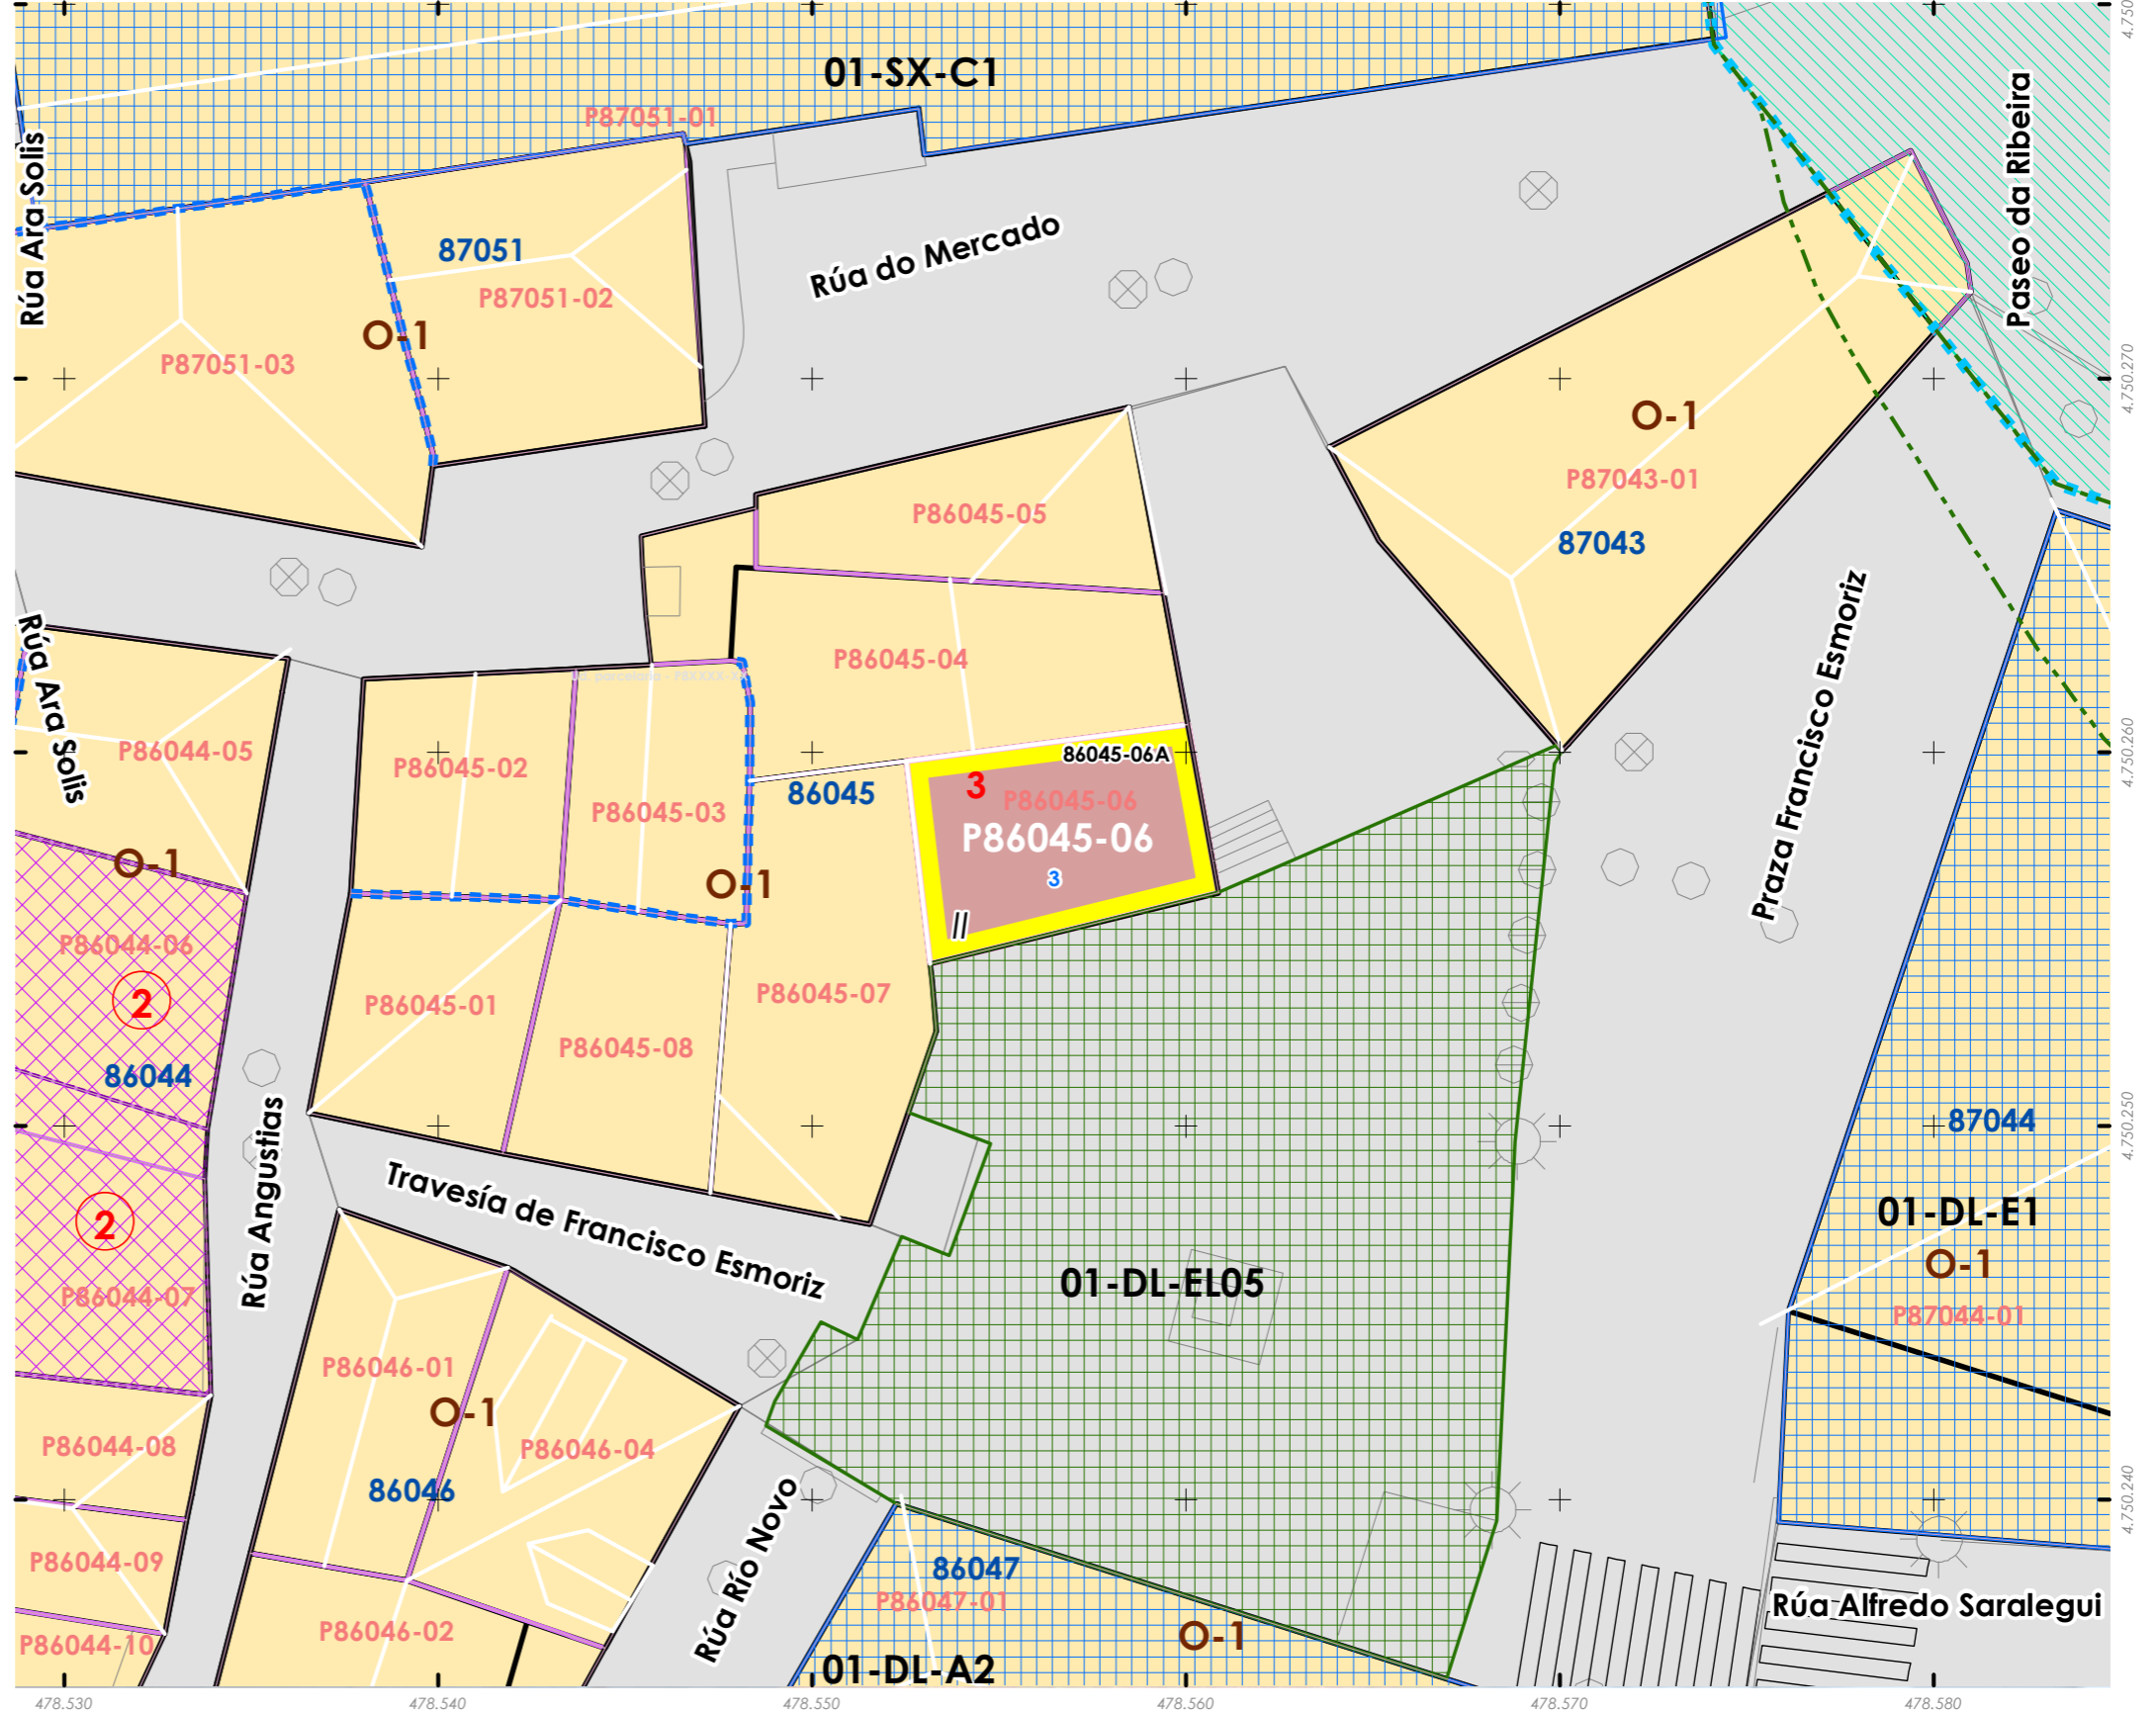 01-SX-C1
P87051-01
Rúa Ara Solis
Paseo da Ribeira
4.750
87051
P87051-02
Rúa do Mercado
O-1
P87051-03
4.750.270
O-1
P87043-01
87043
P86045-05
Rúa Ara Solis
P86044-05
P86045-04
P86045-02
P86045-03
86045
86045-06A
3
P86045-06
P86045-06
3
II
Praza Francisco Esmoriz
4.750.260
O-1
O-1
P86044-06
2
86044
P86045-01
P86045-08
P86045-07
87044
4.750.250
Rúa Angustias
Travesía de Francisco Esmoriz
2
P86044-07
01-DL-EL05
01-DL-E1
O-1
P87044-01
P86046-01
O-1
P86046-04
P86044-08
86046
4.750.240
P86044-09
Rúa Río Novo
86047
P86047-01
O-1
Rúa Alfredo Saralegui
P86044-10
P86046-02
01-DL-A2
478.530
478.540
478.550
478.560
478.570
478.580